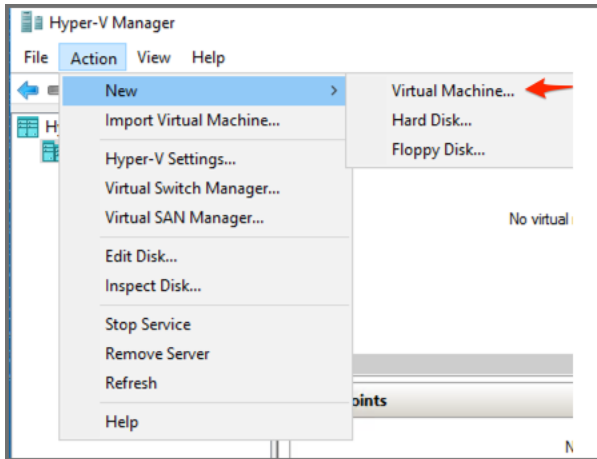 Hyper-V Manager
File Action View Help
New
Import Virtual Machine...
Hyper-V Settings...
Virtual Switch Manager...
Virtual SAN Manager...
Edit Disk...
Inspect Disk...
Stop Service
Remove Server
Refresh
Help
Virtual Machine...
Hard Disk...
Floppy Disk...
No virtual